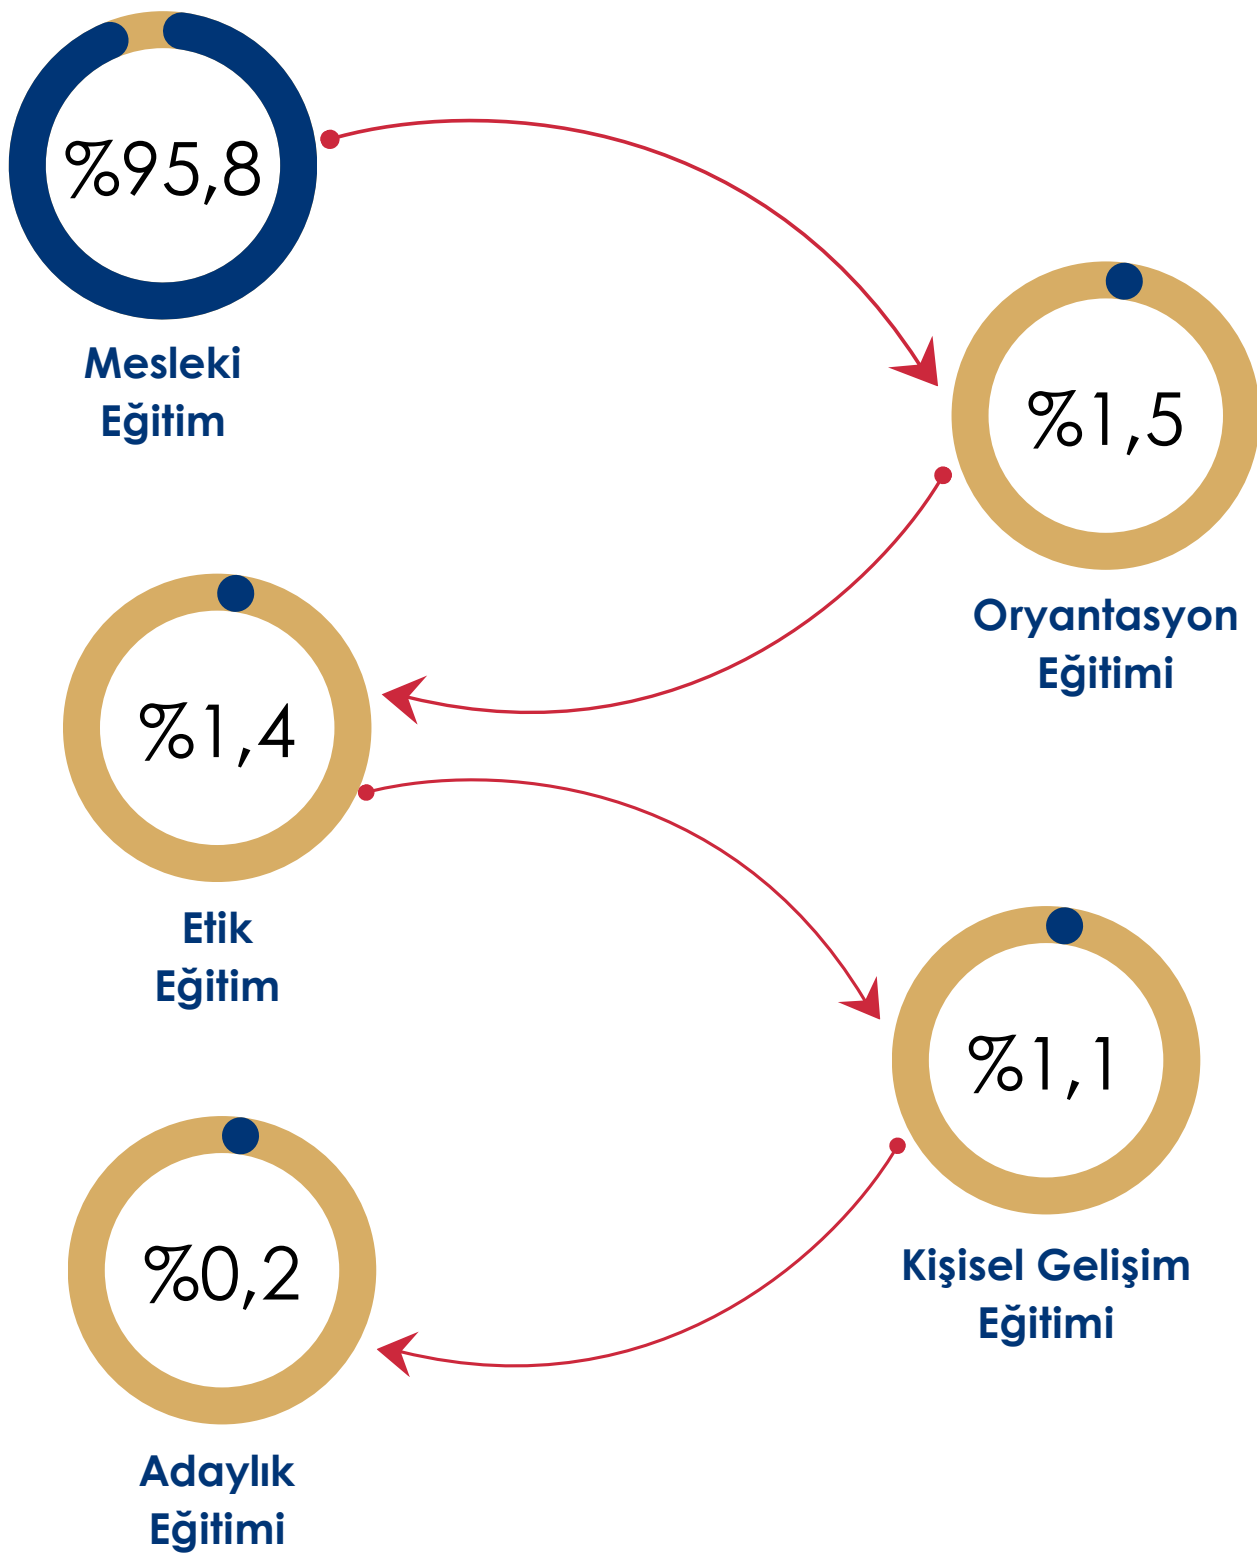 %95,8
Mesleki
Eğitim
%1,5
Oryantasyon
Eğitimi
%1,4
Etik
Eğitim
%1,1
Kişisel Gelişim
Eğitimi
%0,2
Adaylık
Eğitimi